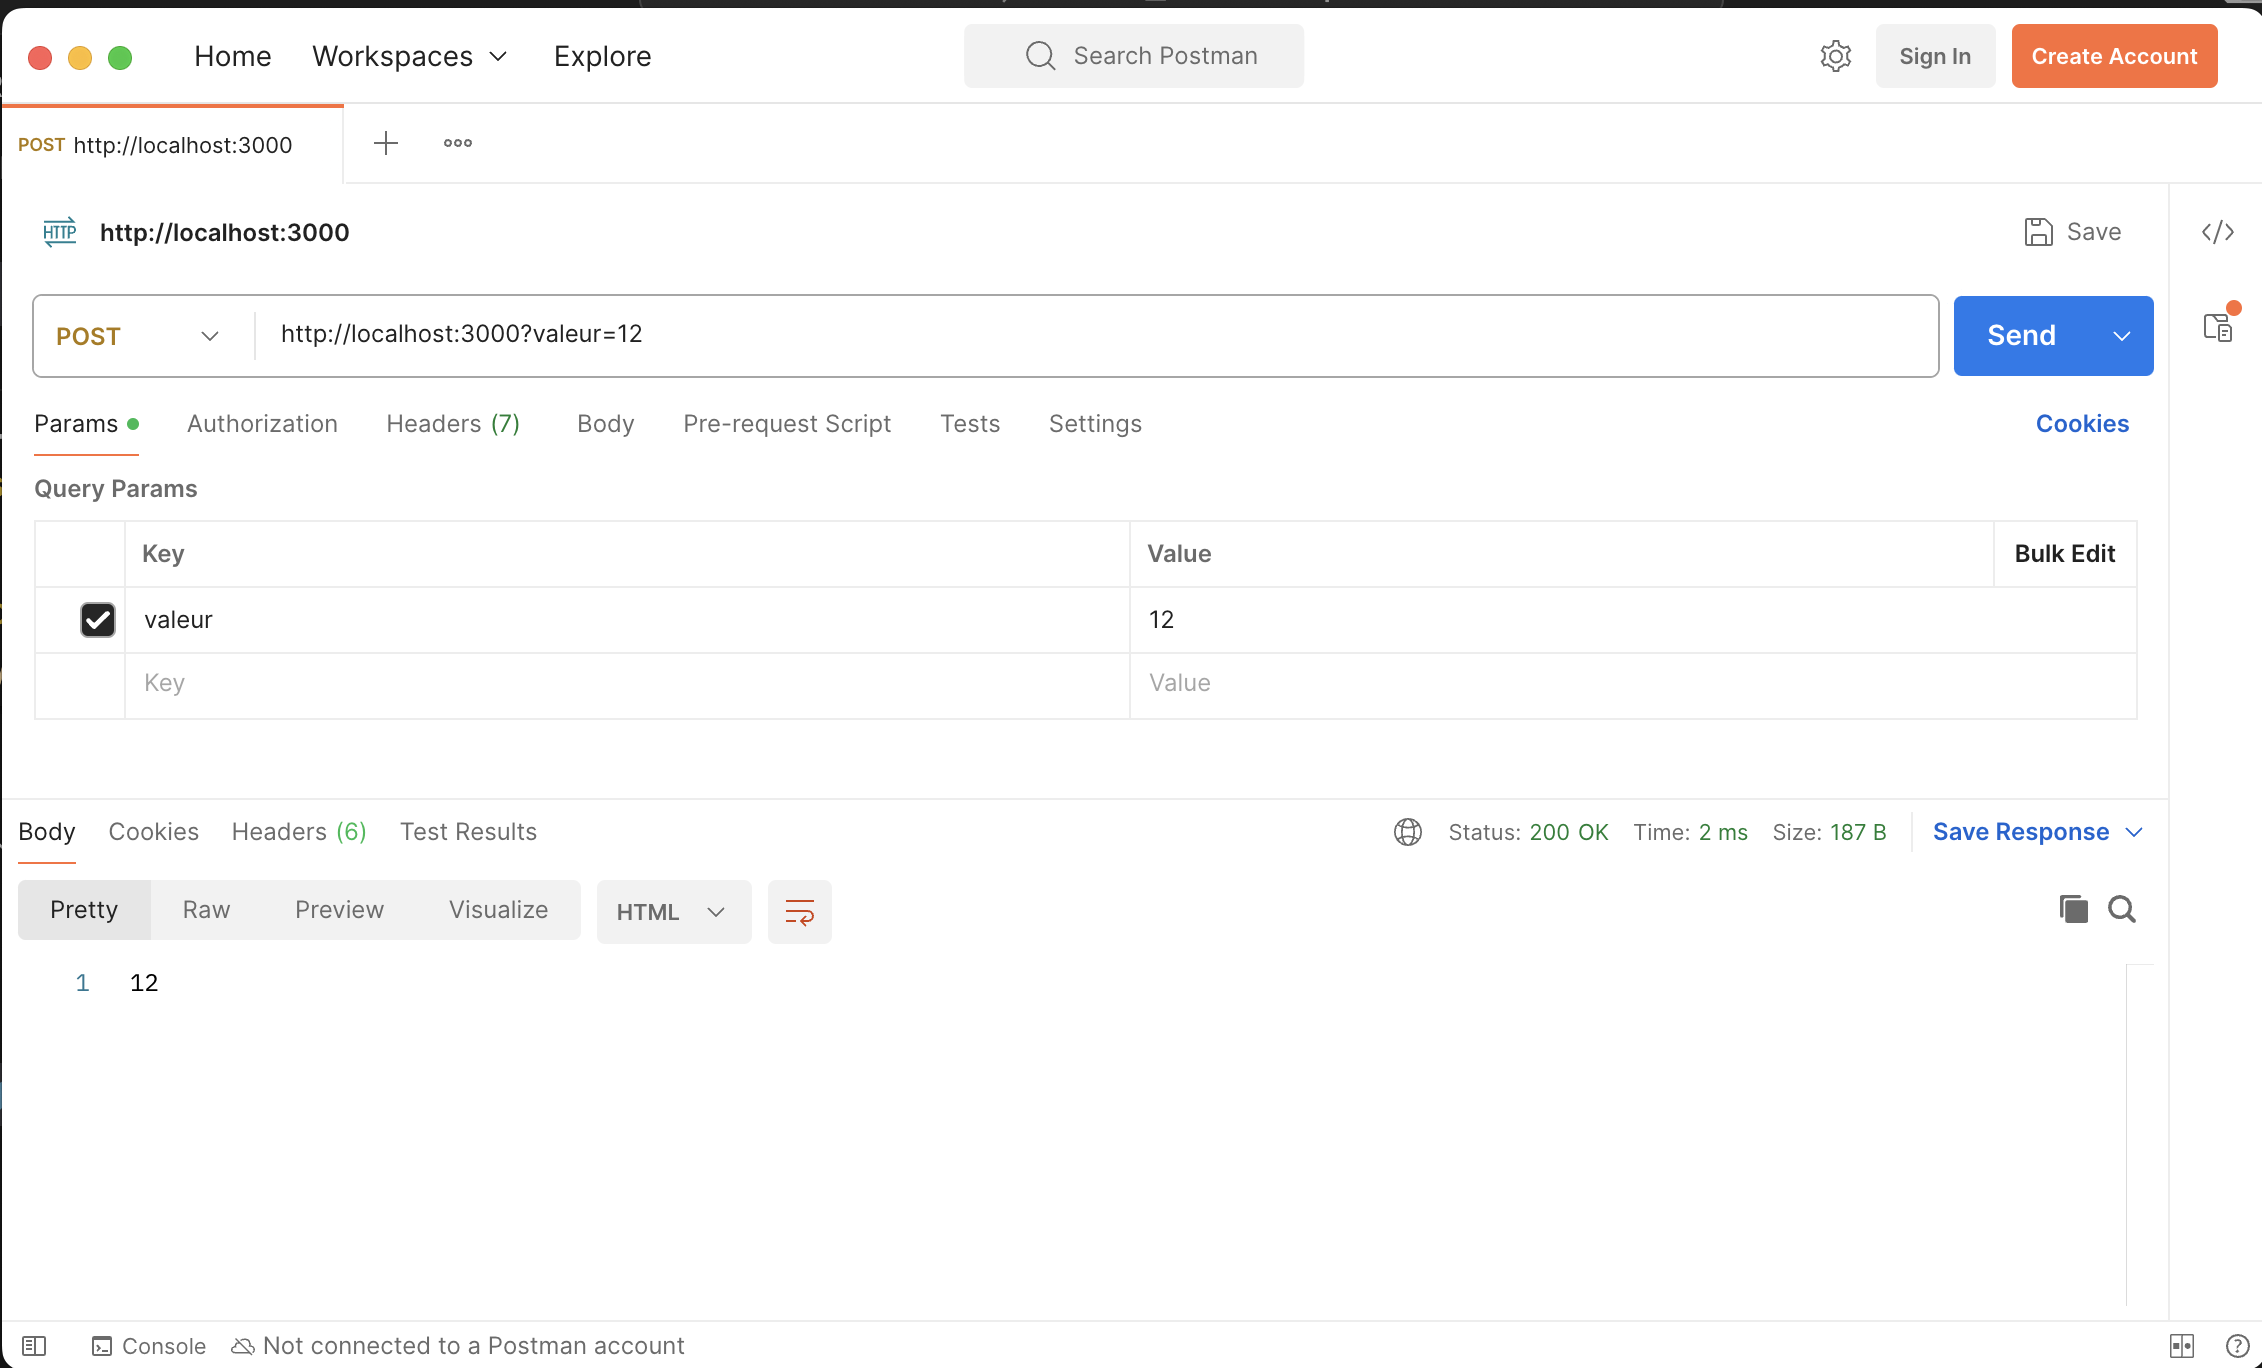 Home Workspaces Explore Search Postman Sign In Create Account
POST http://localhost:3000
HTTP http://localhost:3000 Save
POST http://localhost:3000?valeur=12 Send
Params Authorization Headers (7) Body Pre-request Script Tests Settings Cookies
Query Params
Key Value Bulk Edit
valeur 12
Key Value
Body Cookies Headers (6) Test Results Status: 200 OK Time: 2 ms Size: 187 B Save Response
Pretty Raw Preview Visualize HTML
1 12
Console Not connected to a Postman account